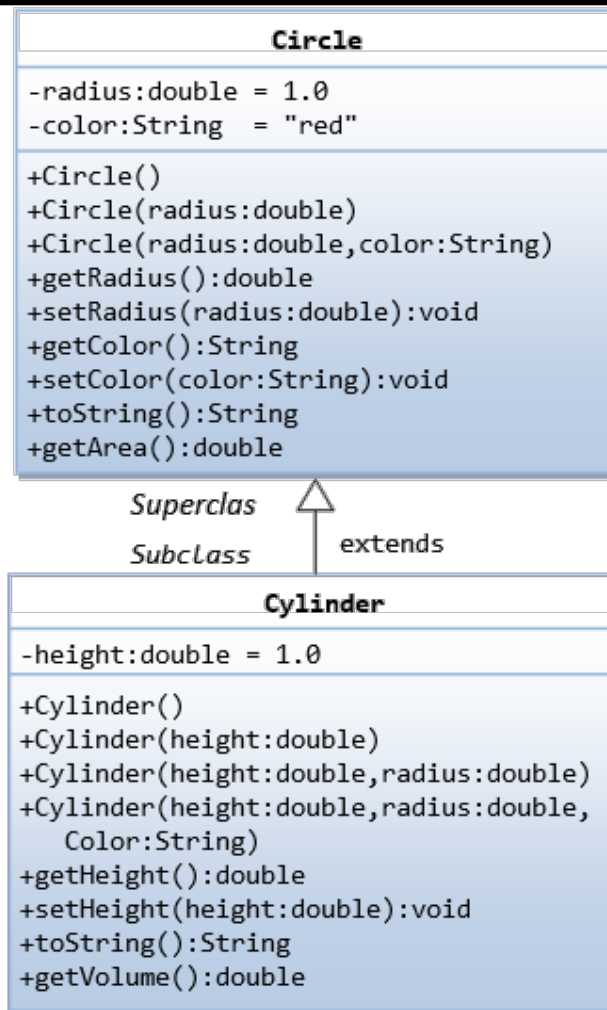 Circle
-radius:double = 1.0
-color:String  = "red"
+Circle()
+Circle(radius:double)
+Circle(radius:double,color:String)
+getRadius():double
+setRadius(radius:double):void
+getColor():String
+setColor(color:String):void
+toString():String
+getArea():double
Superclas
Subclass
extends
Cylinder
-height:double = 1.0
+Cylinder()
+Cylinder(height:double)
+Cylinder(height:double,radius:double)
+Cylinder(height:double,radius:double,
Color:String)
+getHeight():double
+setHeight(height:double):void
+toString():String
+getVolume():double